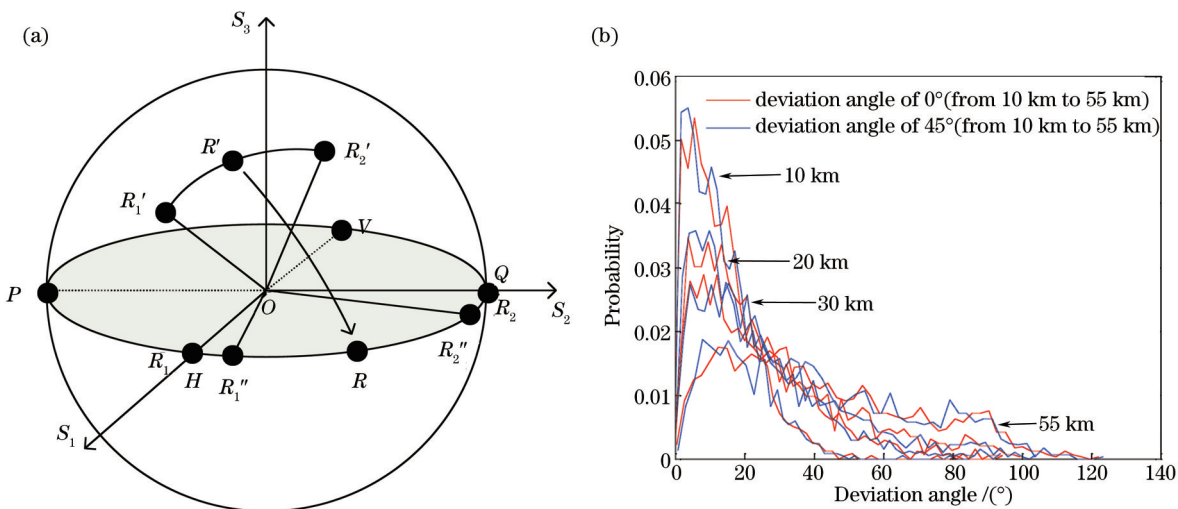 (a)
S₃
R′
R₂′
R₁′
V
P
Q
O
R₂
S₂
R₂″
R₁
H
R₁″
R
S₁
(b)
0.06
0.05
0.04
0.03
0.02
0.01
0
Probability
deviation angle of 0°(from 10 km to 55 km)
deviation angle of 45°(from 10 km to 55 km)
10 km
20 km
30 km
55 km
0 20 40 60 80 100 120 140
Deviation angle /(°)